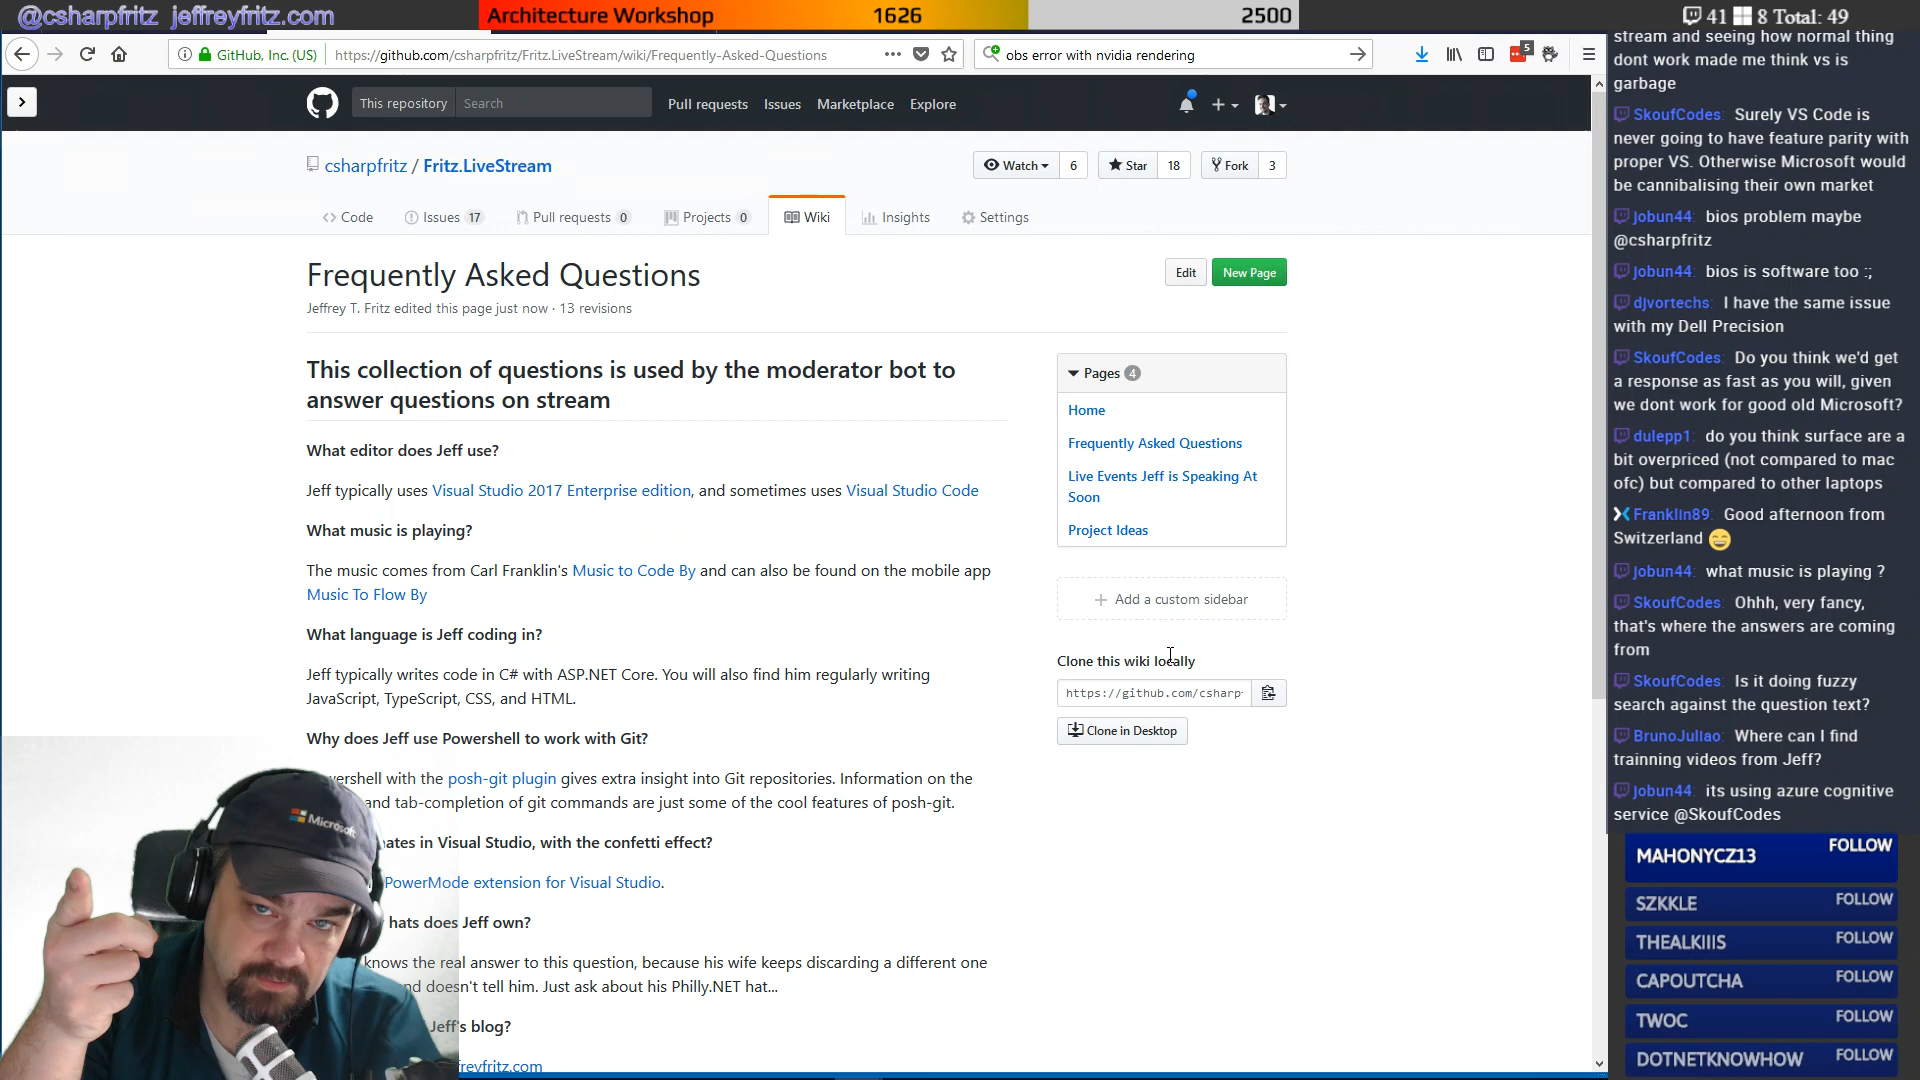 @csharpfritz jeffreyfritz.com
Architecture Workshop 1626 2500
41 8 Total: 49
GitHub, Inc. (US) https://github.com/csharpfritz/Fritz.LiveStream/wiki/Frequently-Asked-Questions
obs error with nvidia rendering
5
This repository Search Pull requests Issues Marketplace Explore
csharpfritz / Fritz.LiveStream
Watch 6 Star 18 Fork 3
Code Issues 17 Pull requests 0 Projects 0 Wiki Insights Settings
Frequently Asked Questions
Edit New Page
Jeffrey T. Fritz edited this page just now · 13 revisions
This collection of questions is used by the moderator bot to
answer questions on stream
What editor does Jeff use?
Jeff typically uses Visual Studio 2017 Enterprise edition, and sometimes uses Visual Studio Code
What music is playing?
The music comes from Carl Franklin's Music to Code By and can also be found on the mobile app
Music To Flow By
What language is Jeff coding in?
Jeff typically writes code in C# with ASP.NET Core. You will also find him regularly writing
JavaScript, TypeScript, CSS, and HTML.
Why does Jeff use Powershell to work with Git?
ershell with the posh-git plugin gives extra insight into Git repositories. Information on the
and tab-completion of git commands are just some of the cool features of posh-git.
ates in Visual Studio, with the confetti effect?
PowerMode extension for Visual Studio.
hats does Jeff own?
knows the real answer to this question, because his wife keeps discarding a different one
nd doesn't tell him. Just ask about his Philly.NET hat...
Jeff's blog?
freyfritz.com
Microsoft
Pages 4
Home
Frequently Asked Questions
Live Events Jeff is Speaking At
Soon
Project Ideas
Add a custom sidebar
Clone this wiki locally
https://github.com/csharp
Clone in Desktop
stream and seeing how normal thing
dont work made me think vs is
garbage
SkoufCodes: Surely VS Code is
never going to have feature parity with
proper VS. Otherwise Microsoft would
be cannibalising their own market
Jobun44: bios problem maybe
@csharpfritz
Jobun44: bios is software too :;
djvortechs: I have the same issue
with my Dell Precision
SkoufCodes: Do you think we'd get
a response as fast as you will, given
we dont work for good old Microsoft?
dulepp1: do you think surface are a
bit overpriced (not compared to mac
ofc) but compared to other laptops
Franklin89: Good afternoon from
Switzerland 😄
Jobun44: what music is playing ?
SkoufCodes: Ohhh, very fancy,
that's where the answers are coming
from
SkoufCodes: Is it doing fuzzy
search against the question text?
BrunoJuliao: Where can I find
trainning videos from Jeff?
Jobun44: its using azure cognitive
service @SkoufCodes
MAHONYCZ13 FOLLOW
SZKKLE FOLLOW
THEALKIIIS FOLLOW
CAPOUTCHA FOLLOW
TWOC FOLLOW
DOTNETKNOWHOW FOLLOW